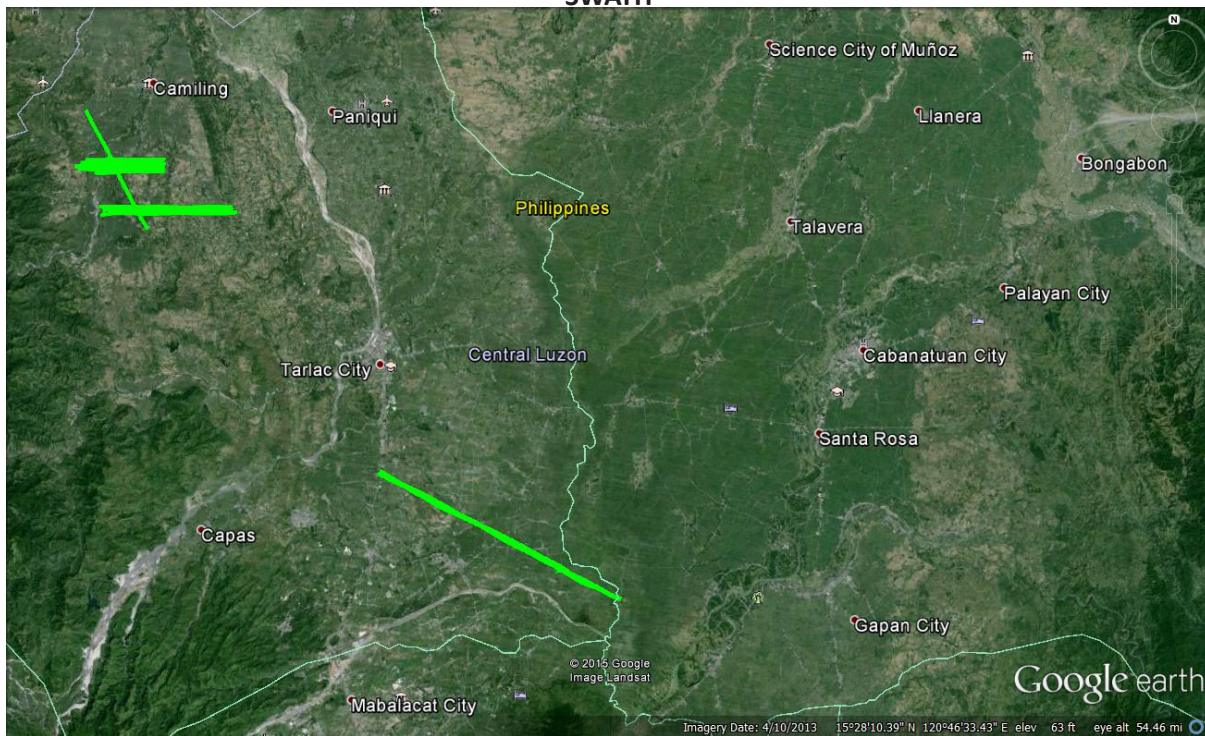 SWATH
N
Science City of Muñoz
Camiling
Paniqui
Llanera
Bongabon
Philippines
Talavera
Palayan City
Central Luzon
Cabanatuan City
Tarlac City
Santa Rosa
Capas
Gapan City
© 2015 Google
Image Landsat
Google earth
Mabalacat City
Imagery Date: 4/10/2013 15°28'10.39" N 120°46'33.43" E elev 63 ft eye alt 54.46 mi